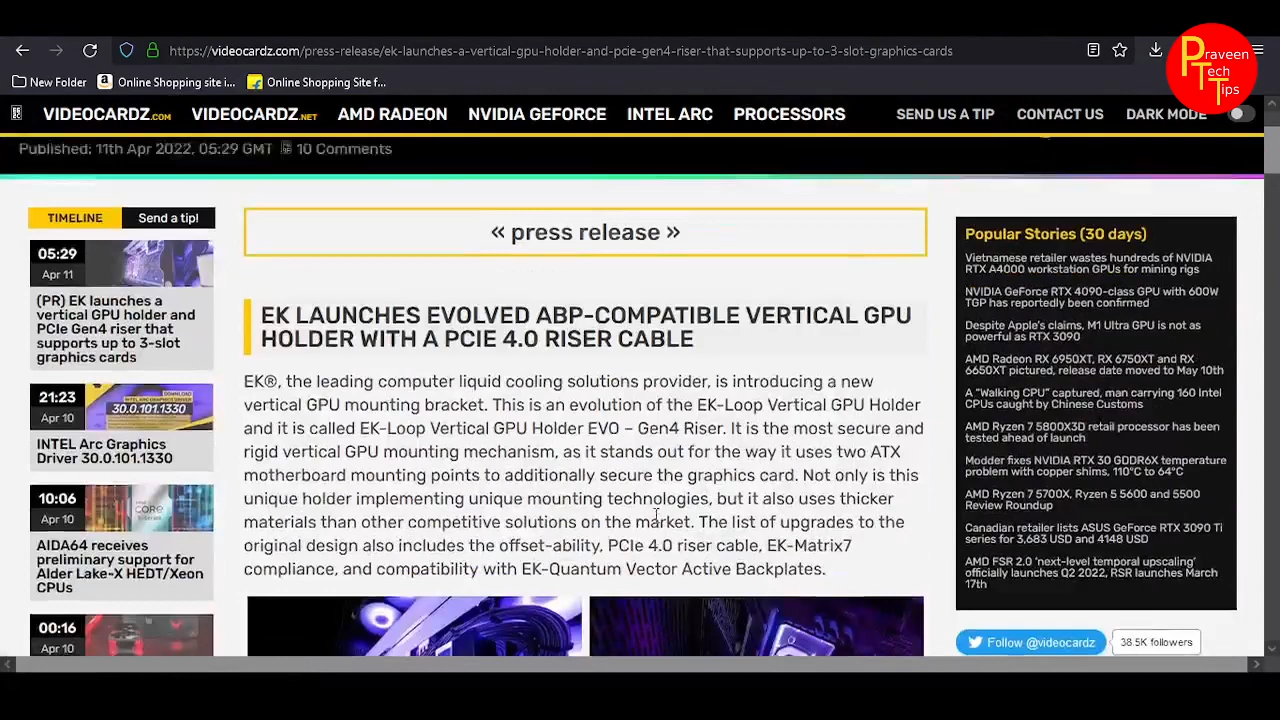 https://videocardz.com/press-release/ek-launches-a-vertical-gpu-holder-and-pcie-gen4-riser-that-supports-up-to-3-slot-graphics-cards
New Folder
Online Shopping site i...
Online Shopping Site f...
Praveen
Tech
Tips
VIDEOCARDZ.COM
VIDEOCARDZ.NET
AMD RADEON
NVIDIA GEFORCE
INTEL ARC
PROCESSORS
SEND US A TIP
CONTACT US
DARK MODE
Published: 11th Apr 2022, 05:29 GMT 10 Comments
TIMELINE
Send a tip!
05:29
Apr 11
(PR) EK launches a
vertical GPU holder and
PCIe Gen4 riser that
supports up to 3-slot
graphics cards
21:23
Apr 10
DOWNLOAD
INTEL ARC GRAPHICS DRIVER
30.0.101.1330
INTEL Arc Graphics
Driver 30.0.101.1330
10:06
Apr 10
CORE
AIDA64 receives
preliminary support for
Alder Lake-X HEDT/Xeon
CPUs
00:16
Apr 10
« press release »
EK LAUNCHES EVOLVED ABP-COMPATIBLE VERTICAL GPU
HOLDER WITH A PCIE 4.0 RISER CABLE
EK®, the leading computer liquid cooling solutions provider, is introducing a new
vertical GPU mounting bracket. This is an evolution of the EK-Loop Vertical GPU Holder
and it is called EK-Loop Vertical GPU Holder EVO – Gen4 Riser. It is the most secure and
rigid vertical GPU mounting mechanism, as it stands out for the way it uses two ATX
motherboard mounting points to additionally secure the graphics card. Not only is this
unique holder implementing unique mounting technologies, but it also uses thicker
materials than other competitive solutions on the market. The list of upgrades to the
original design also includes the offset-ability, PCIe 4.0 riser cable, EK-Matrix7
compliance, and compatibility with EK-Quantum Vector Active Backplates.
Popular Stories (30 days)
Vietnamese retailer wastes hundreds of NVIDIA
RTX A4000 workstation GPUs for mining rigs
NVIDIA GeForce RTX 4090-class GPU with 600W
TGP has reportedly been confirmed
Despite Apple's claims, M1 Ultra GPU is not as
powerful as RTX 3090
AMD Radeon RX 6950XT, RX 6750XT and RX
6650XT pictured, release date moved to May 10th
A "Walking CPU" captured, man carrying 160 Intel
CPUs caught by Chinese Customs
AMD Ryzen 7 5800X3D retail processor has been
tested ahead of launch
Modder fixes NVIDIA RTX 30 GDDR6X temperature
problem with copper shims, 110°C to 64°C
AMD Ryzen 7 5700X, Ryzen 5 5600 and 5500
Review Roundup
Canadian retailer lists ASUS GeForce RTX 3090 Ti
series for 3,683 USD and 4148 USD
AMD FSR 2.0 'next-level temporal upscaling'
officially launches Q2 2022, RSR launches March
17th
Follow @videocardz
38.5K followers